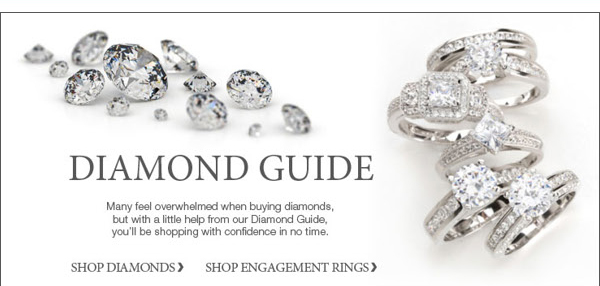 DIAMOND GUIDE
Many feel overwhelmed when buying diamonds,
but with a little help from our Diamond Guide,
you'll be shopping with confidence in no time.
SHOP DIAMONDS❯ SHOP ENGAGEMENT RINGS❯